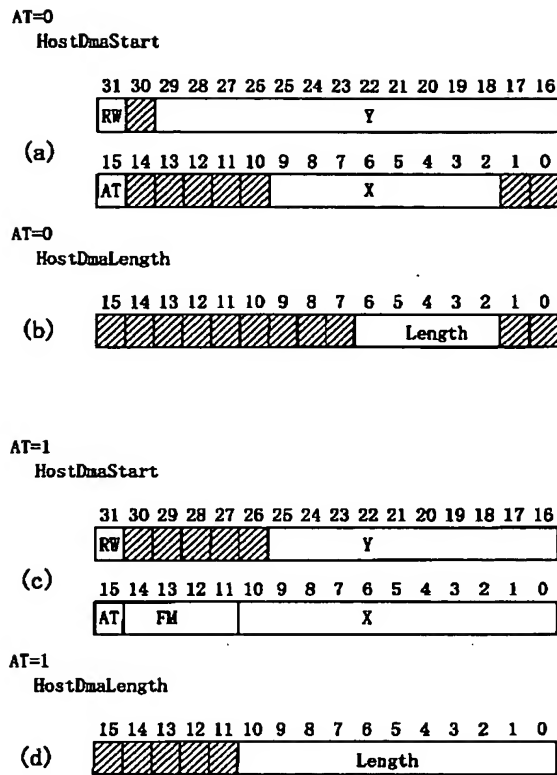 AT=0
HostDmaStart
31 30 29 28 27 26 25 24 23 22 21 20 19 18 17 16
RW Y
(a)
15 14 13 12 11 10 9 8 7 6 5 4 3 2 1 0
AT X
AT=0
HostDmaLength
15 14 13 12 11 10 9 8 7 6 5 4 3 2 1 0
(b) Length
AT=1
HostDmaStart
31 30 29 28 27 26 25 24 23 22 21 20 19 18 17 16
RW Y
(c)
15 14 13 12 11 10 9 8 7 6 5 4 3 2 1 0
AT FM X
AT=1
HostDmaLength
15 14 13 12 11 10 9 8 7 6 5 4 3 2 1 0
(d) Length